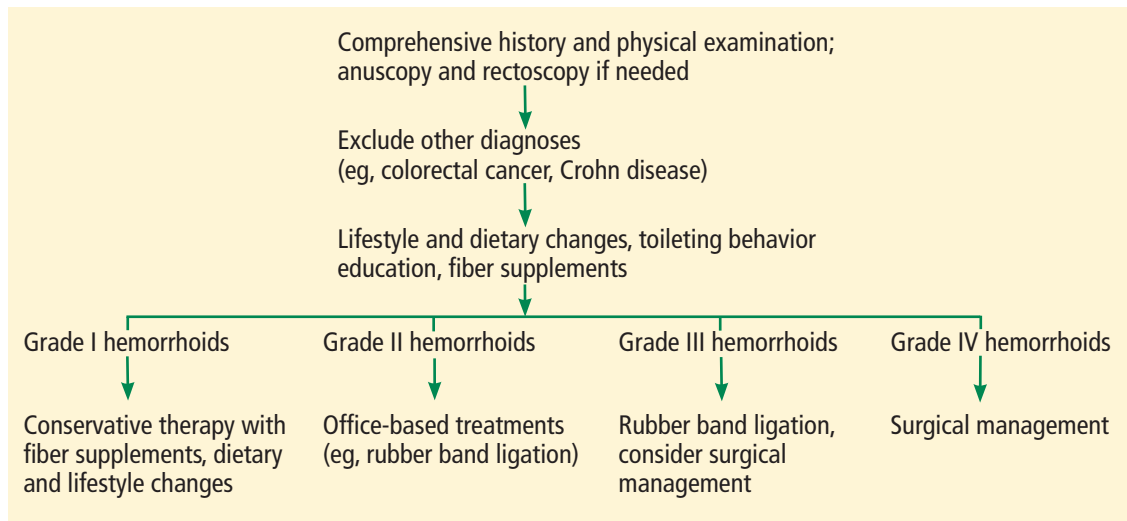 Comprehensive history and physical examination;
anuscopy and rectoscopy if needed
Exclude other diagnoses
(eg, colorectal cancer, Crohn disease)
Lifestyle and dietary changes, toileting behavior
education, fiber supplements
Grade I hemorrhoids
Conservative therapy with
fiber supplements, dietary
and lifestyle changes
Grade II hemorrhoids
Office-based treatments
(eg, rubber band ligation)
Grade III hemorrhoids
Rubber band ligation,
consider surgical
management
Grade IV hemorrhoids
Surgical management